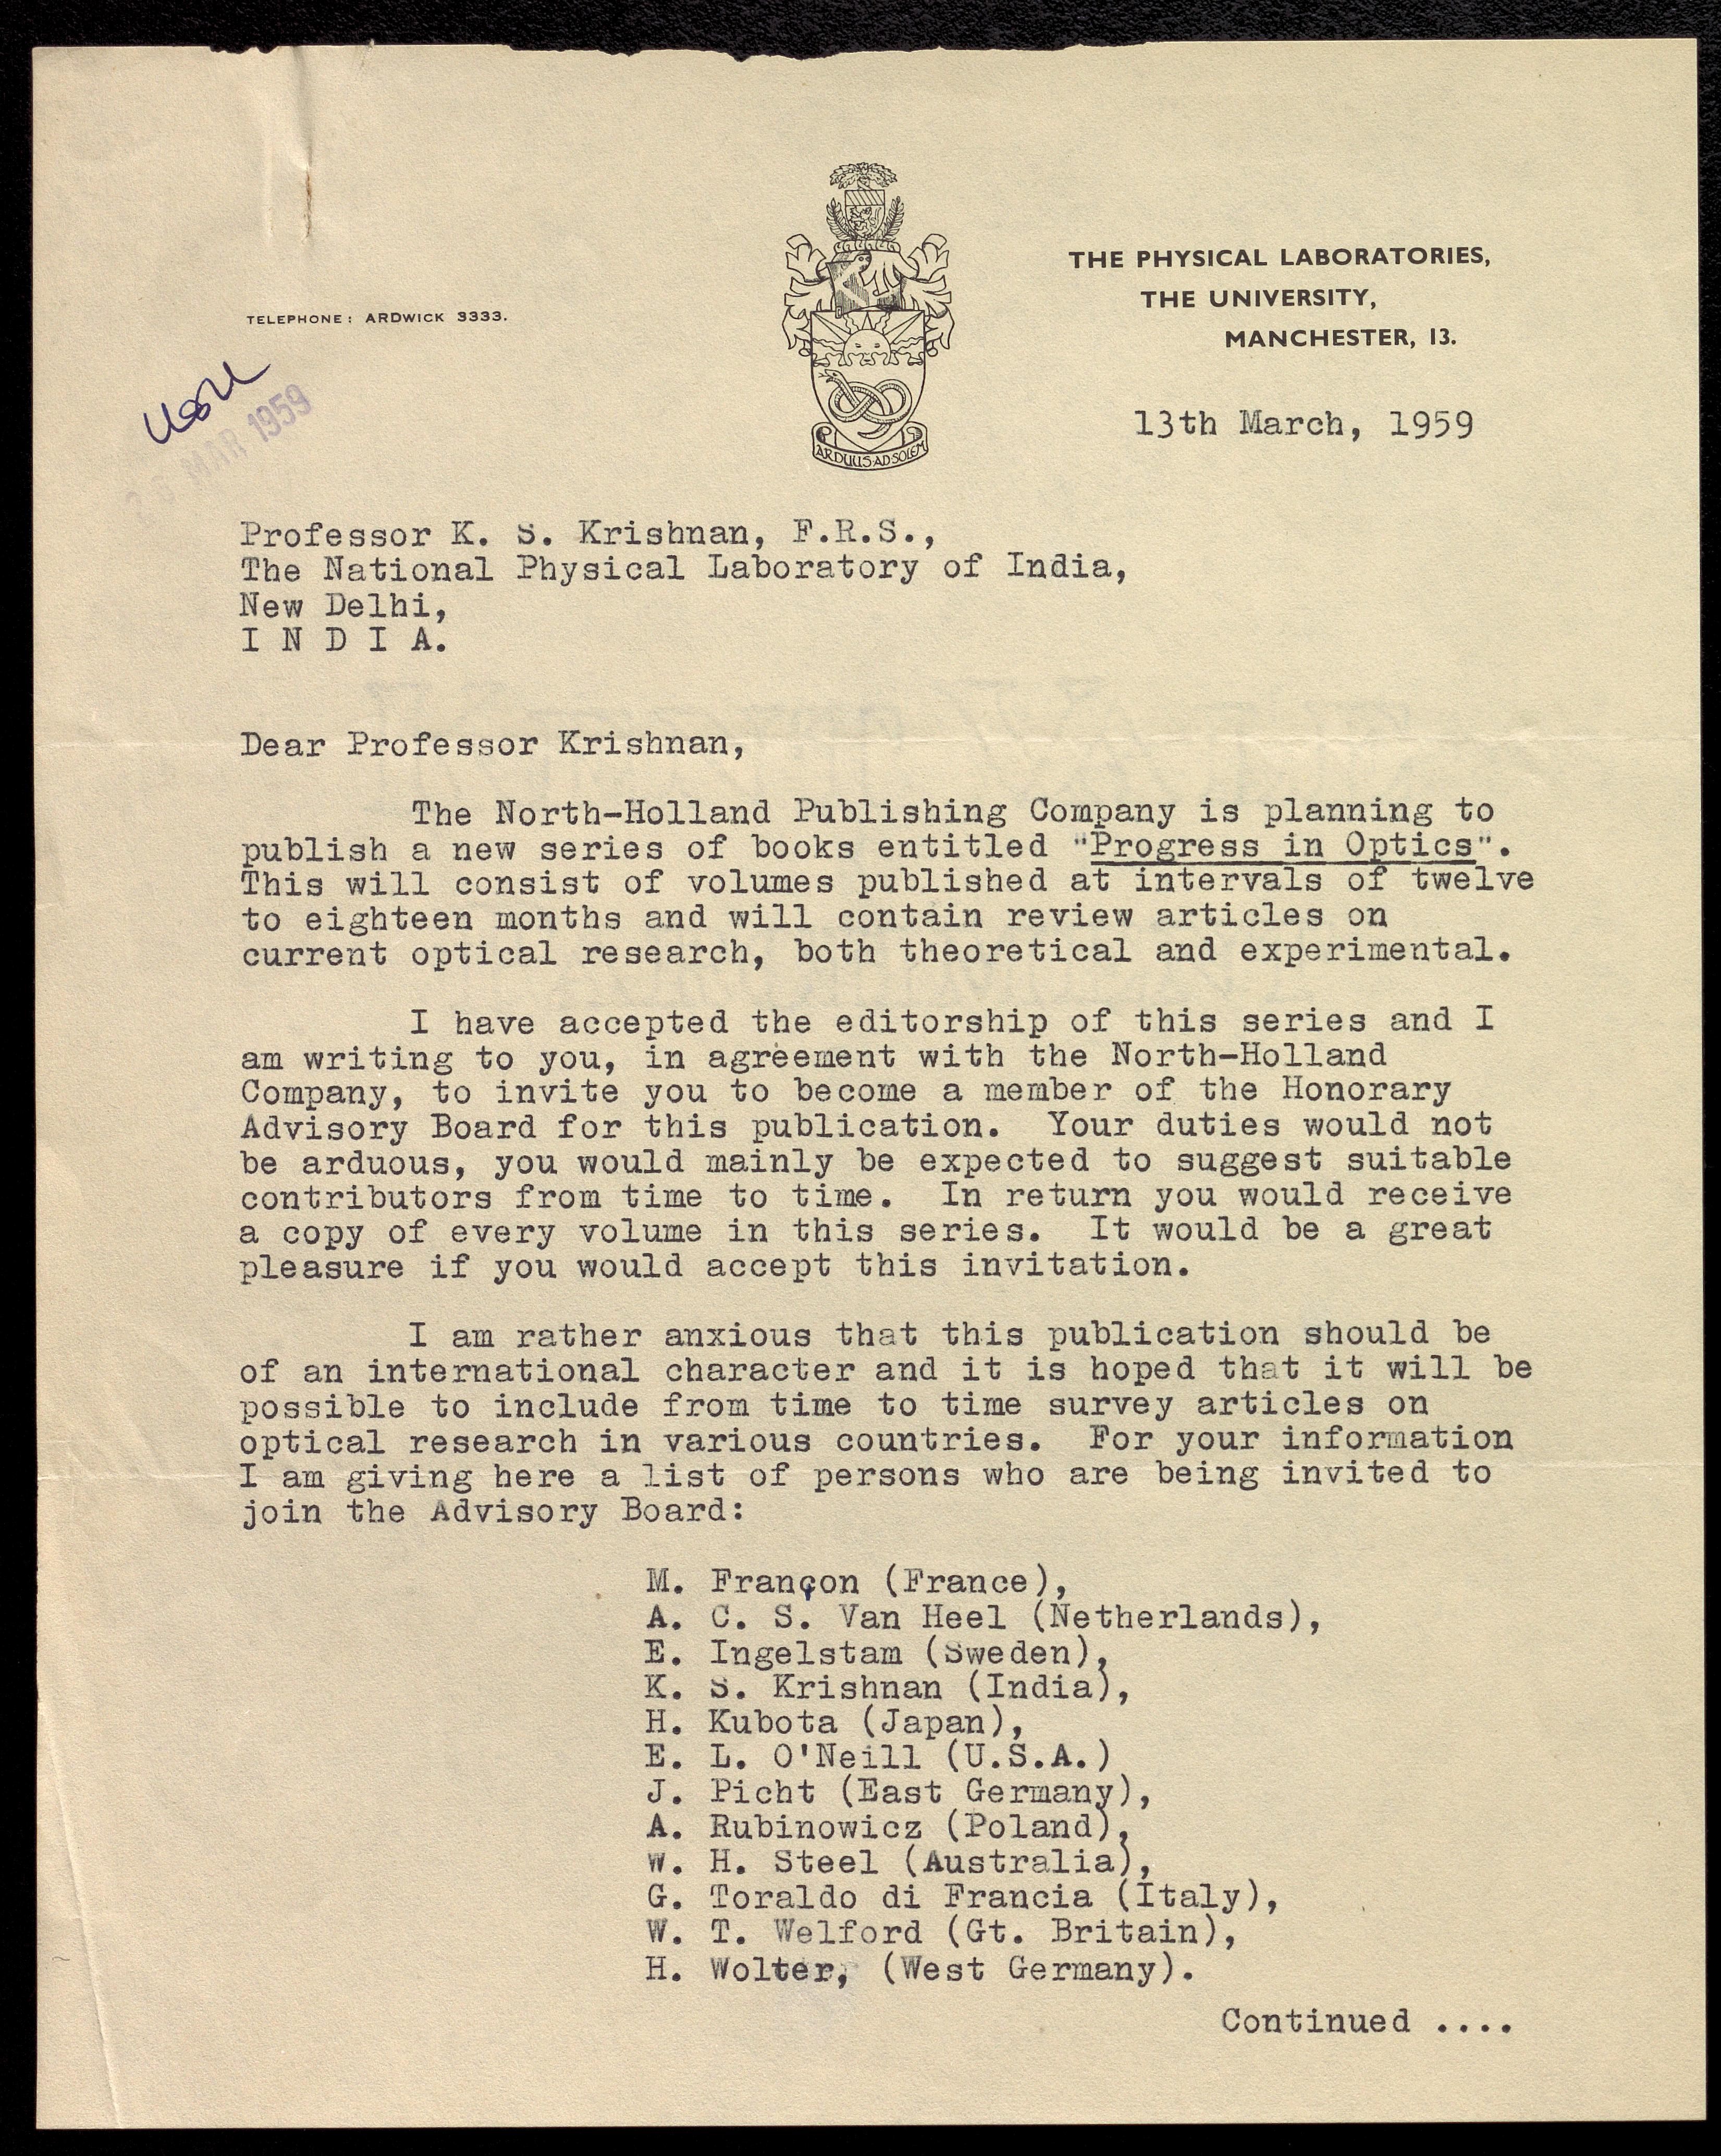 THE PHYSICAL LABORATORIES,
THE UNIVERSITY,
MANCHESTER, 13.
TELEPHONE: ARDWICK 3333.
MAR 1959
ARDUUS AD SOLEM
13th March, 1959
Professor K. S. Krishnan, F.R.S.,
The National Physical Laboratory of India,
New Delhi,
I N D I A.
Dear Professor Krishnan,
The North-Holland Publishing Company is planning to
publish a new series of books entitled "Progress in Optics".
This will consist of volumes published at intervals of twelve
to eighteen months and will contain review articles on
current optical research, both theoretical and experimental.
I have accepted the editorship of this series and I
am writing to you, in agreement with the North-Holland
Company, to invite you to become a member of the Honorary
Advisory Board for this publication. Your duties would not
be arduous, you would mainly be expected to suggest suitable
contributors from time to time. In return you would receive
a copy of every volume in this series. It would be a great
pleasure if you would accept this invitation.
I am rather anxious that this publication should be
of an international character and it is hoped that it will be
possible to include from time to time survey articles on
optical research in various countries. For your information
I am giving here a list of persons who are being invited to
join the Advisory Board:
M. Françon (France),
A. C. S. Van Heel (Netherlands),
E. Ingelstam (Sweden),
K. S. Krishnan (India),
H. Kubota (Japan),
E. L. O'Neill (U.S.A.)
J. Picht (East Germany),
A. Rubinowicz (Poland),
W. H. Steel (Australia),
G. Toraldo di Francia (Italy),
W. T. Welford (Gt. Britain),
H. Wolter, (West Germany).
Continued ....